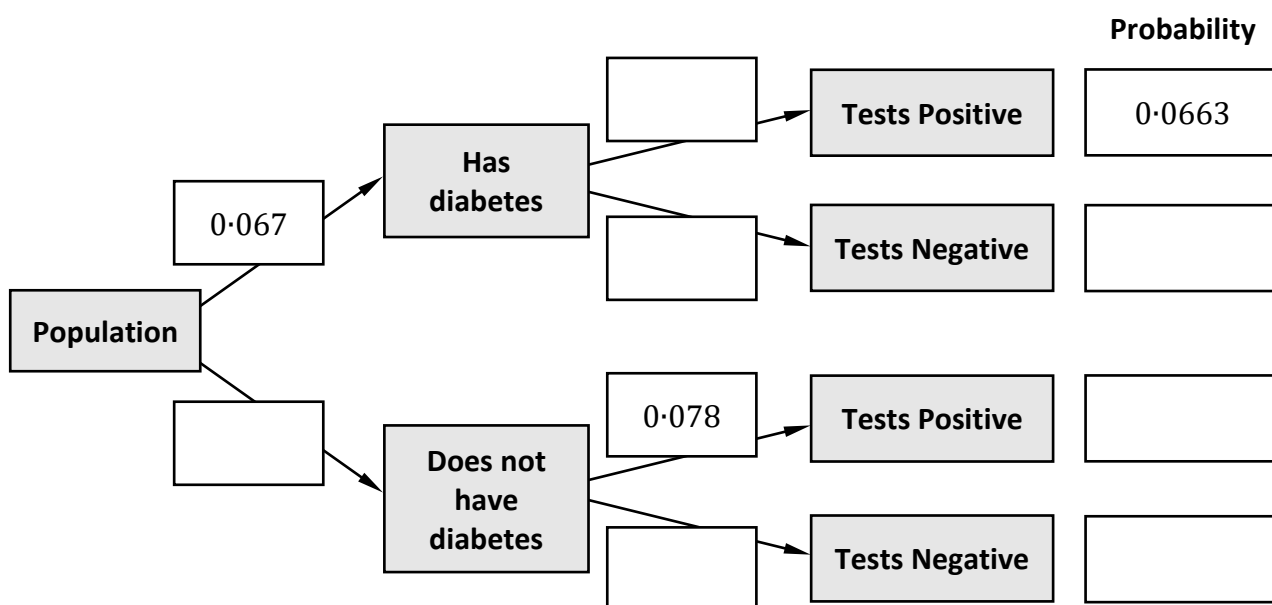 Probability
Tests Positive
0·0663
Has
diabetes
0·067
Tests Negative
Population
0·078
Tests Positive
Does not
have
diabetes
Tests Negative